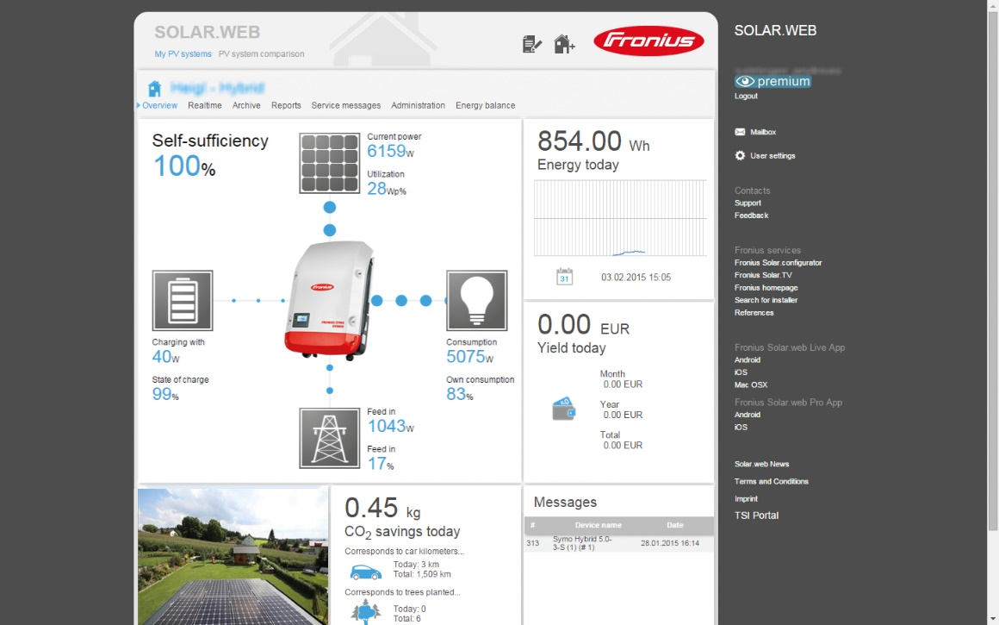 SOLAR.WEB
My PV systems PV system comparison
Fronius
Heigl - Hybrid
Overview Realtime Archive Reports Service messages Administration Energy balance
Self-sufficiency
100%
Current power
6159W
Utilization
28Wp%
Fronius
Charging with
40W
State of charge
99%
Consumption
5075W
Own consumption
83%
Feed in
1043W
Feed in
17%
854.00 Wh
Energy today
31
03.02.2015 15:05
0.00 EUR
Yield today
Month
0.00 EUR
Year
0.00 EUR
Total
0.00 EUR
0.45 kg
CO2 savings today
Corresponds to car kilometers...
Today: 3 km
Total: 1,509 km
Corresponds to trees planted...
Today: 0
Total: 6
Messages
# Device name Date
313 Symo Hybrid 5.0-3-S (1) (# 1) 28.01.2015 16:14
SOLAR.WEB
premium
Logout
Mailbox
User settings
Contacts
Support
Feedback
Fronius services
Fronius Solar.configurator
Fronius Solar.TV
Fronius homepage
Search for installer
References
Fronius Solar.web Live App
Android
iOS
Mac OSX
Fronius Solar.web Pro App
Android
iOS
Solar.web News
Terms and Conditions
Imprint
TSI Portal